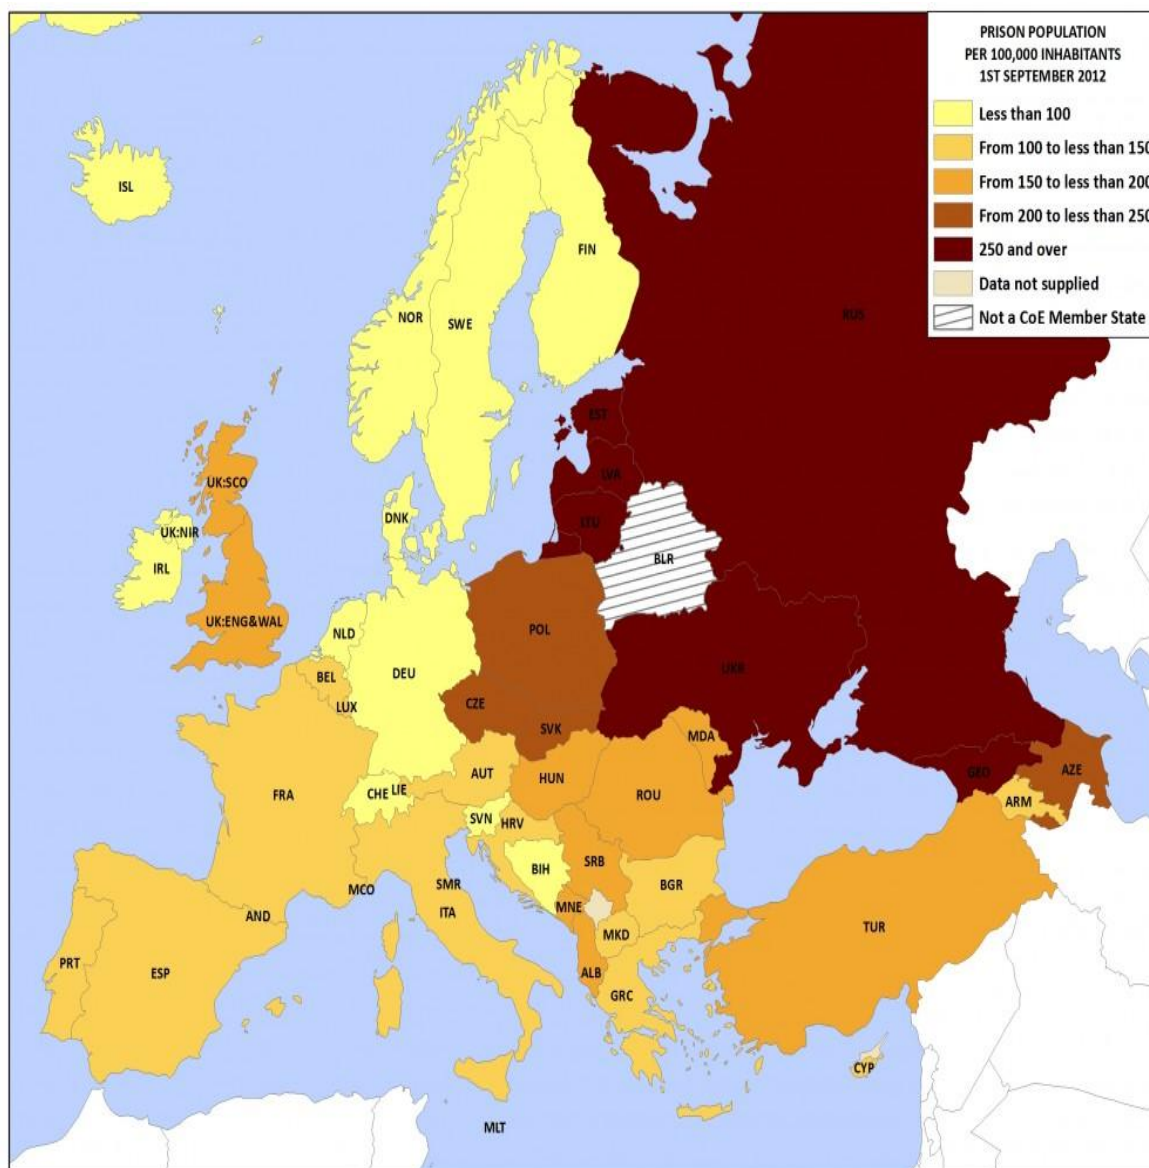 PRISON POPULATION
PER 100,000 INHABITANTS
1ST SEPTEMBER 2012
Less than 100
From 100 to less than 150
From 150 to less than 200
From 200 to less than 250
250 and over
Data not supplied
Not a CoE Member State
ISL
FIN
NOR
SWE
RUS
EST
LVA
UK:SCO
DNK
LTU
UK:NIR
BLR
IRL
UK:ENG&WAL
NLD
POL
DEU
BEL
UKR
LUX
CZE
SVK
MDA
AUT
HUN
GEO
AZE
FRA
CHE
LIE
ROU
ARM
SVN
HRV
BIH
SRB
MCO
SMR
BGR
ITA
MNE
AND
MKD
TUR
PRT
ESP
ALB
GRC
CYP
MLT